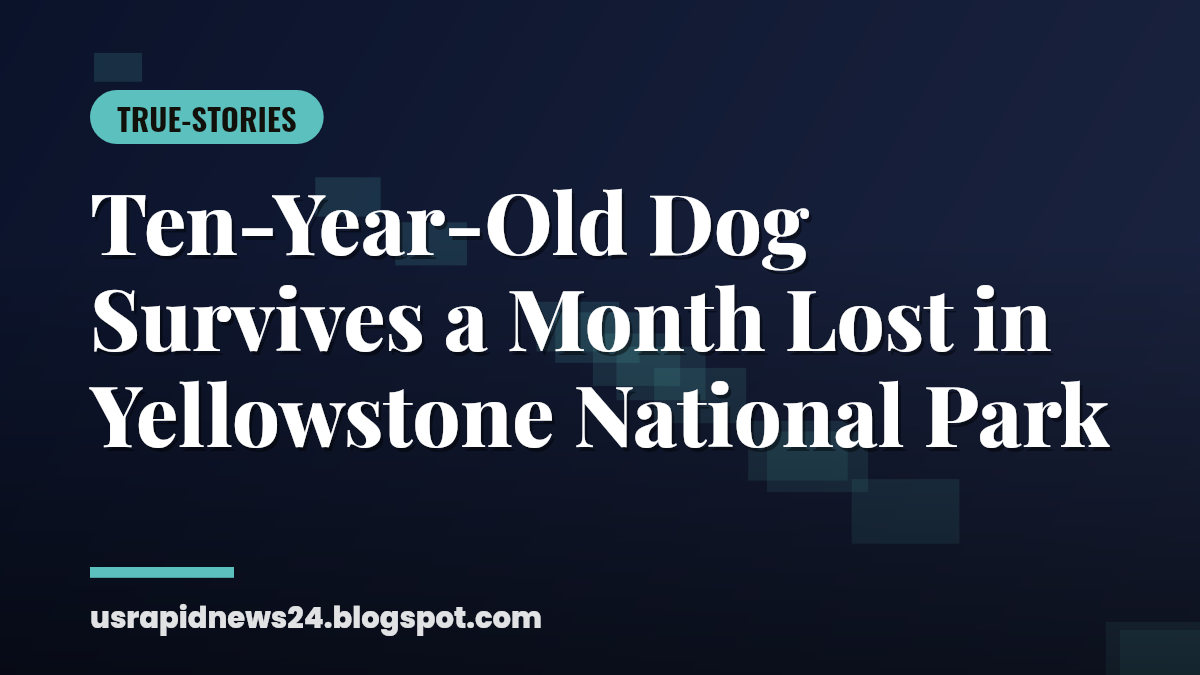 TRUE-STORIES
Ten-Year-Old Dog
Survives a Month Lost in
Yellowstone National Park
usrapidnews24.blogspot.com